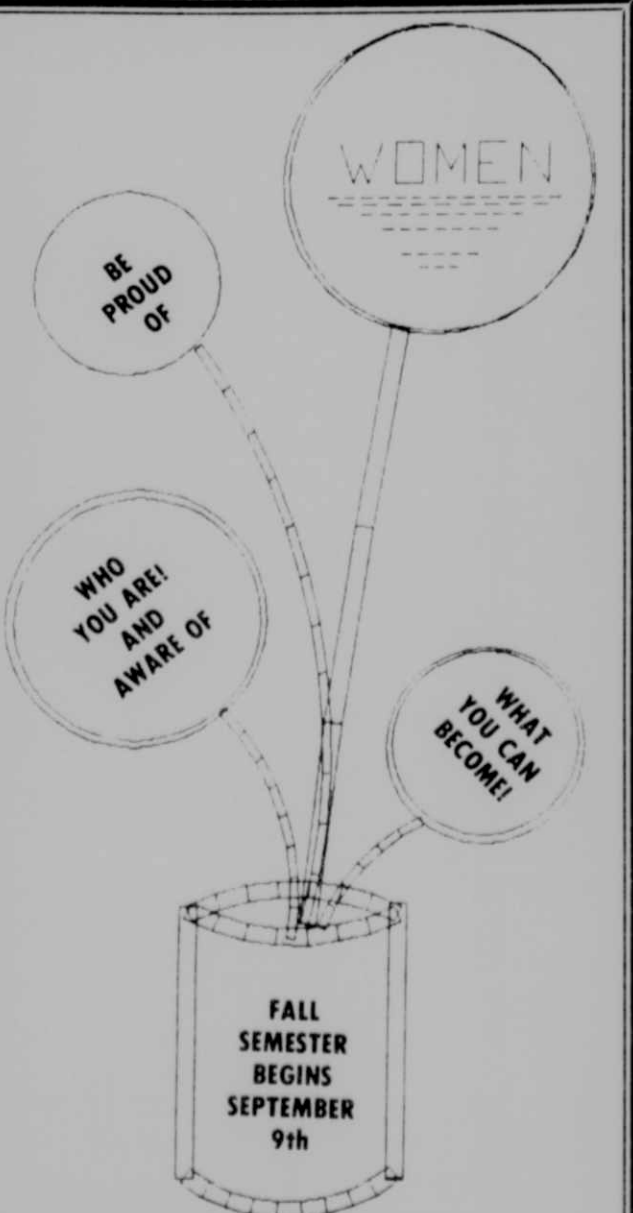 WOMEN
BE
PROUD
OF
WHO
YOU ARE!
AND
AWARE OF
WHAT
YOU CAN
BECOME!
FALL
SEMESTER
BEGINS
SEPTEMBER
9th